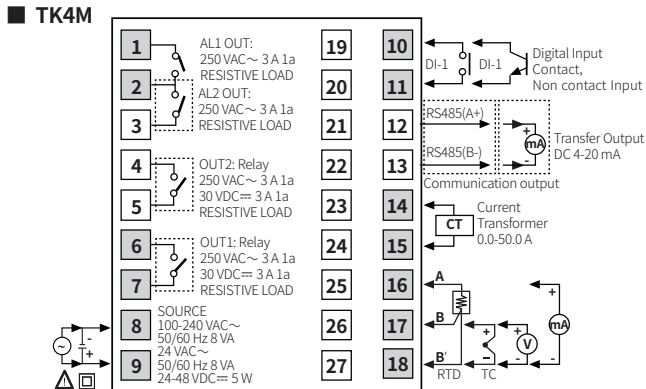 ■ TK4M
1
AL1 OUT:
250 VAC～ 3 A 1a
RESISTIVE LOAD
2
AL2 OUT:
250 VAC～ 3 A 1a
RESISTIVE LOAD
3
4
OUT2: Relay
250 VAC～ 3 A 1a
30 VDC⎓ 3 A 1a
RESISTIVE LOAD
5
6
OUT1: Relay
250 VAC～ 3 A 1a
30 VDC⎓ 3 A 1a
RESISTIVE LOAD
7
8
SOURCE
100-240 VAC～
50/60 Hz 8 VA
24 VAC～
50/60 Hz 8 VA
24-48 VDC⎓ 5 W
9
~
-
+
19
20
21
22
23
24
25
26
27
10
11
DI-1
DI-1
Digital Input
Contact,
Non contact Input
12
RS485(A+)
13
RS485(B-)
+
mA
-
Transfer Output
DC 4-20 mA
Communication output
14
15
CT
Current
Transformer
0.0-50.0 A
16
A
17
B
18
B′
RTD
+
-
TC
+
V
-
+
mA
-